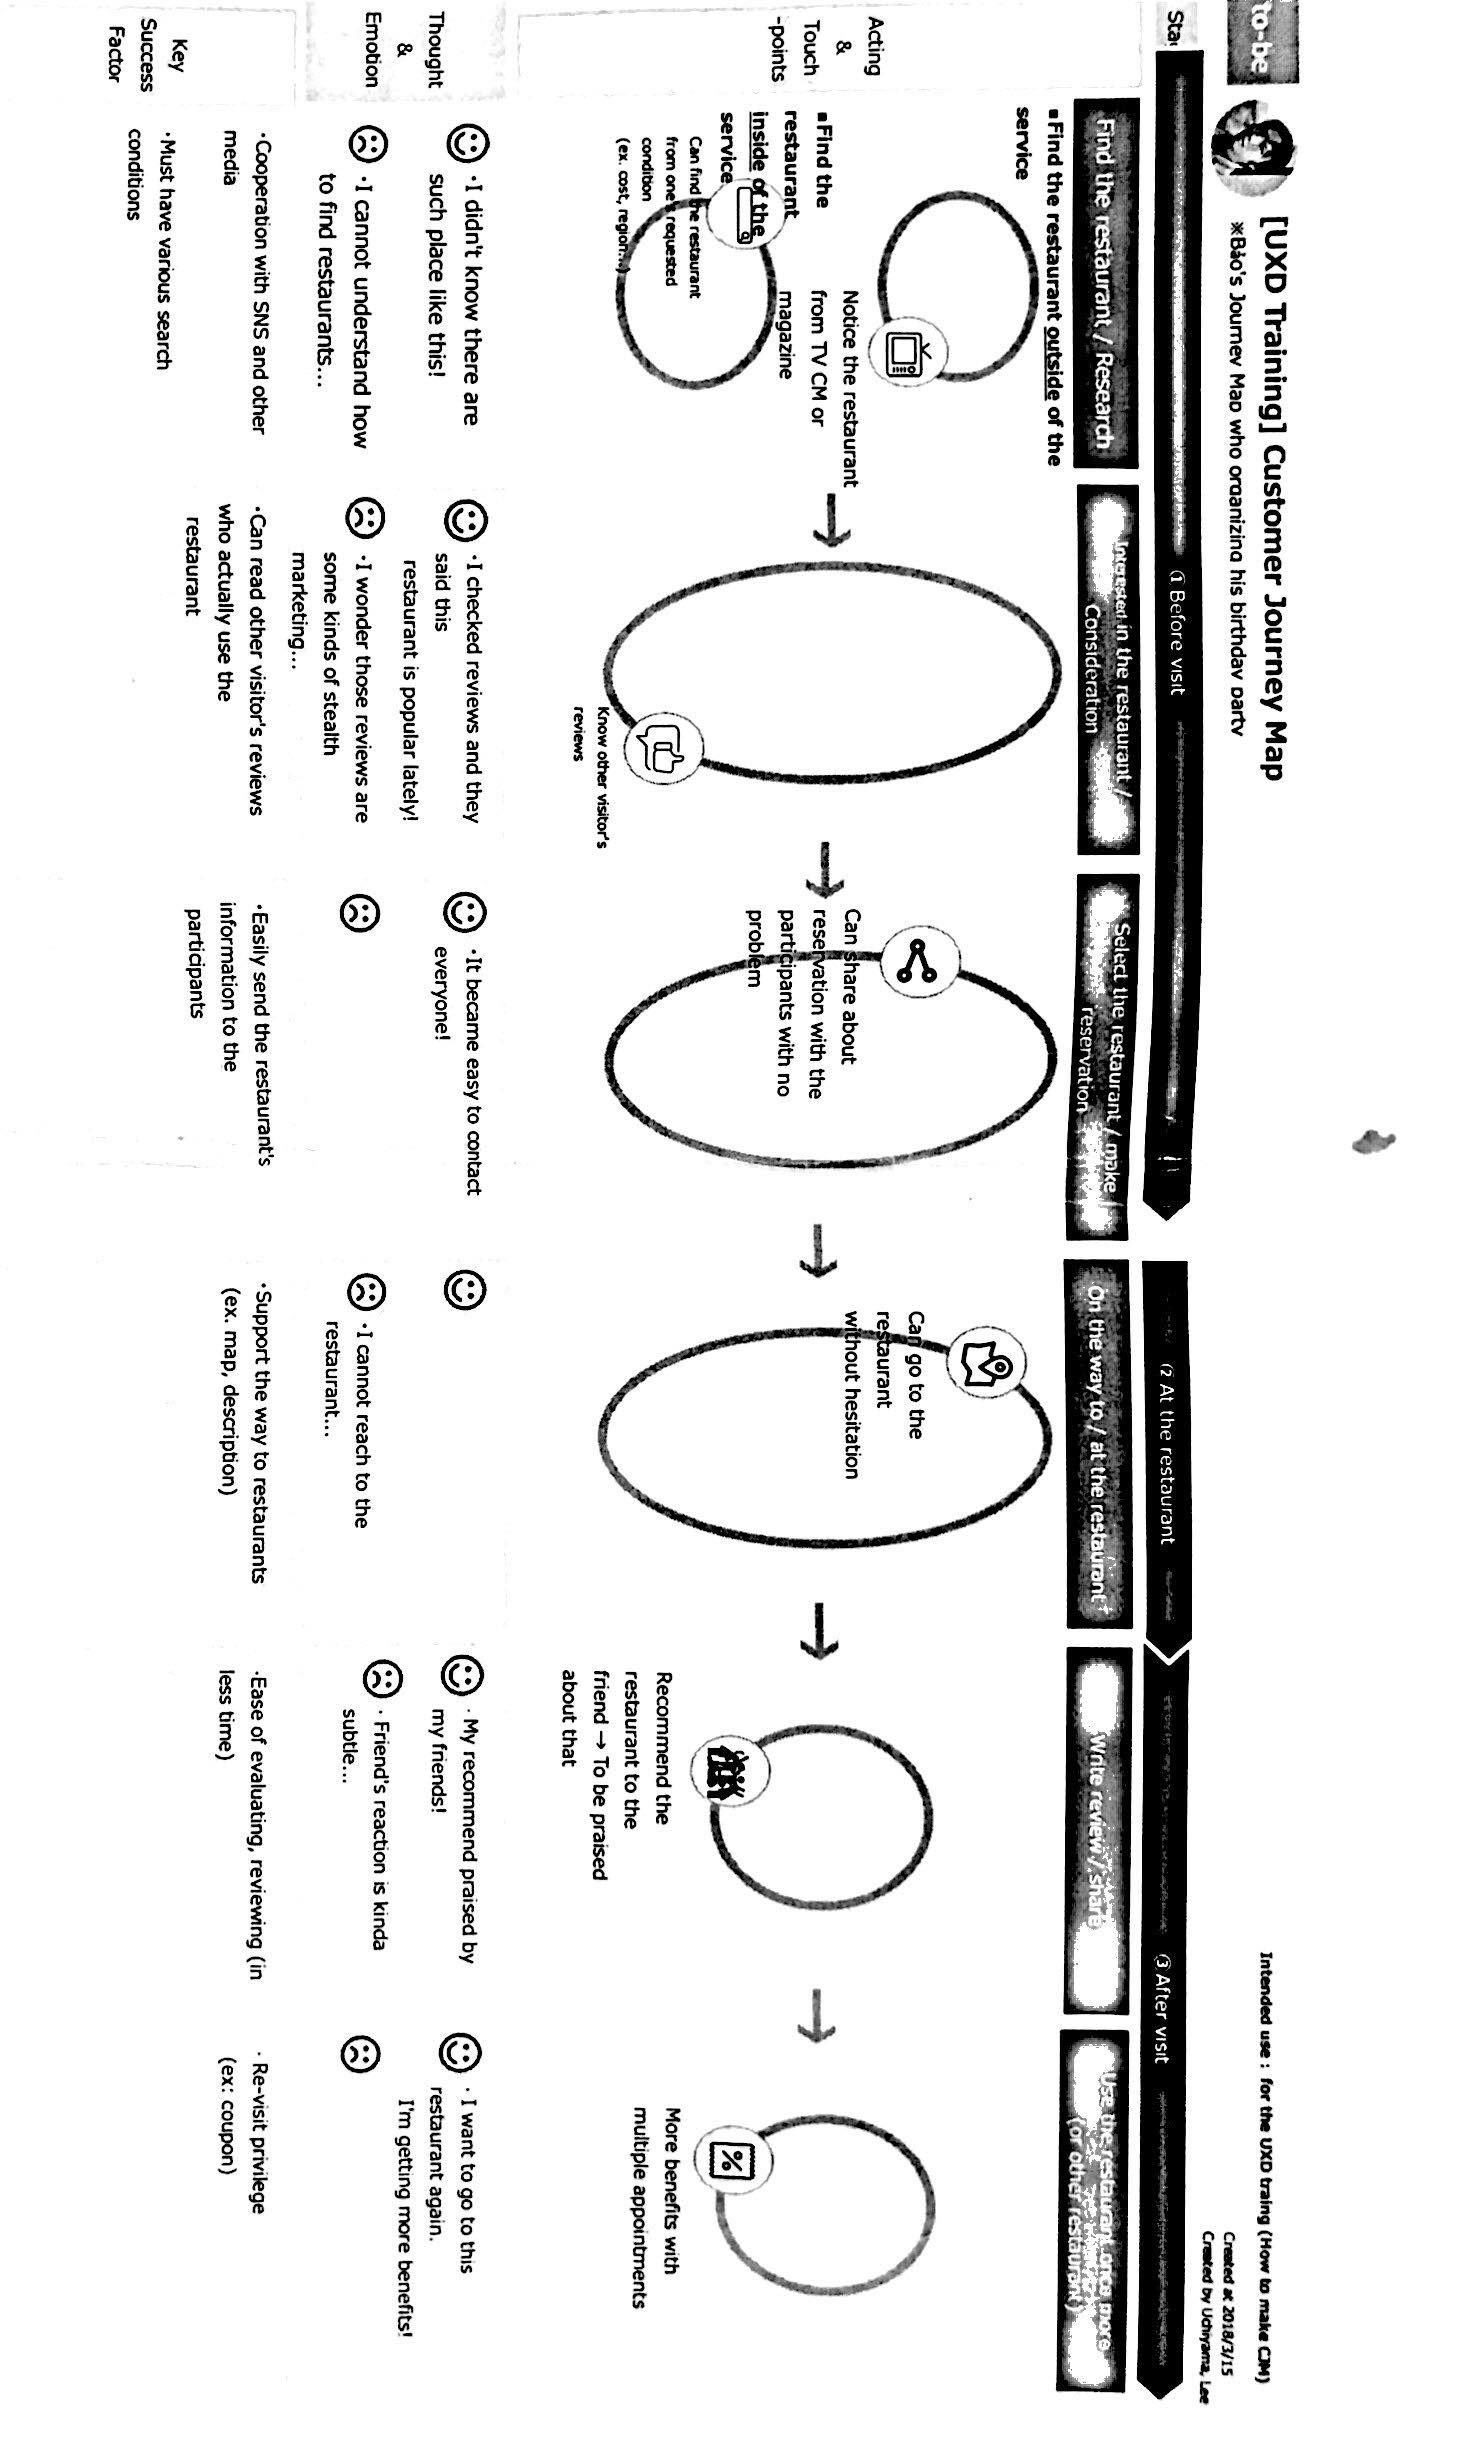 to-be
[UXD Training] Customer Journey Map
※Bảo's Journey Map who organizing his birthday party
Intended use : for the UXD traing (How to make CJM)
Created at 2018/3/15
Created by Uchiyama, Lee
① Before visit
② At the restaurant
③ After visit
Find the restaurant / Research
Interested in the restaurant /
Consideration
Select the restaurant / make
reservation
On the way to / at the restaurant
Write review / share
Use the restaurant once more
(or other restaurant)
Acting
&
Touch
-points
▪Find the restaurant outside of the
service
Notice the restaurant
from TV CM or
magazine
▪Find the
restaurant
inside of the
service
Can find the restaurant
from one's requested
condition
(ex. cost, region...)
Know other visitor's
reviews
Can share about
reservation with the
participants with no
problem
Can go to the
restaurant
without hesitation
Recommend the
restaurant to the
friend → To be praised
about that
%
More benefits with
multiple appointments
Thought
&
Emotion
·I didn't know there are
such place like this!
·I cannot understand how
to find restaurants...
·I checked reviews and they
said this
restaurant is popular lately!
·I wonder those reviews are
some kinds of stealth
marketing...
·It became easy to contact
everyone!
·I cannot reach to the
restaurant...
· My recommend praised by
my friends!
· Friend's reaction is kinda
subtle...
· I want to go to this
restaurant again.
I'm getting more benefits!
Key
Success
Factor
·Cooperation with SNS and other
media
·Must have various search
conditions
·Can read other visitor's reviews
who actually use the
restaurant
·Easily send the restaurant's
information to the
participants
·Support the way to restaurants
(ex. map, description)
·Ease of evaluating, reviewing (in
less time)
· Re-visit privilege
(ex: coupon)